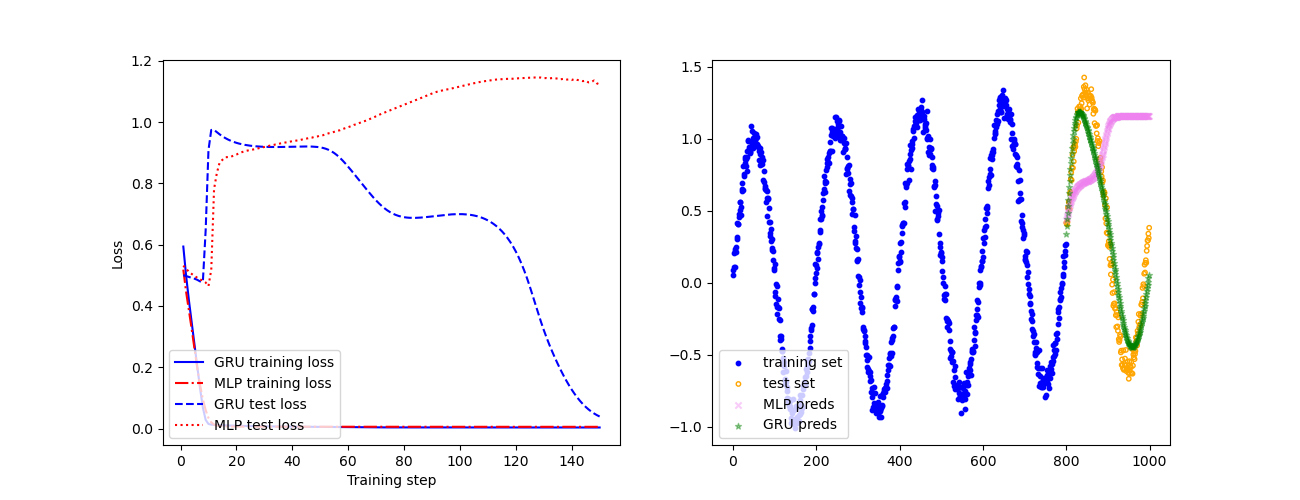 1.2
1.0
0.8
0.6
0.4
0.2
0.0
Loss
GRU training loss
MLP training loss
GRU test loss
MLP test loss
0 20 40 60 80 100 120 140
Training step
1.5
1.0
0.5
0.0
−0.5
−1.0
training set
test set
MLP preds
GRU preds
0 200 400 600 800 1000